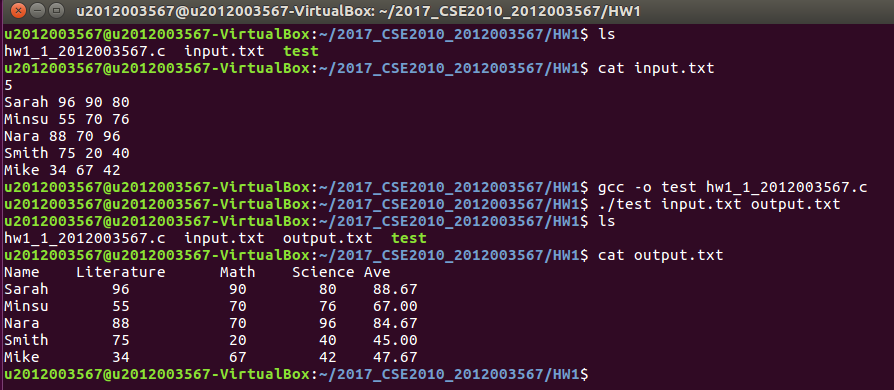 u2012003567@u2012003567-VirtualBox: ~/2017_CSE2010_2012003567/HW1
u2012003567@u2012003567-VirtualBox:~/2017_CSE2010_2012003567/HW1$ ls
hw1_1_2012003567.c  input.txt  test
u2012003567@u2012003567-VirtualBox:~/2017_CSE2010_2012003567/HW1$ cat input.txt
5
Sarah 96 90 80
Minsu 55 70 76
Nara 88 70 96
Smith 75 20 40
Mike 34 67 42
u2012003567@u2012003567-VirtualBox:~/2017_CSE2010_2012003567/HW1$ gcc -o test hw1_1_2012003567.c
u2012003567@u2012003567-VirtualBox:~/2017_CSE2010_2012003567/HW1$ ./test input.txt output.txt
u2012003567@u2012003567-VirtualBox:~/2017_CSE2010_2012003567/HW1$ ls
hw1_1_2012003567.c  input.txt  output.txt  test
u2012003567@u2012003567-VirtualBox:~/2017_CSE2010_2012003567/HW1$ cat output.txt
Name    Literature      Math    Science Ave
Sarah       96           90        80    88.67
Minsu       55           70        76    67.00
Nara        88           70        96    84.67
Smith       75           20        40    45.00
Mike        34           67        42    47.67
u2012003567@u2012003567-VirtualBox:~/2017_CSE2010_2012003567/HW1$